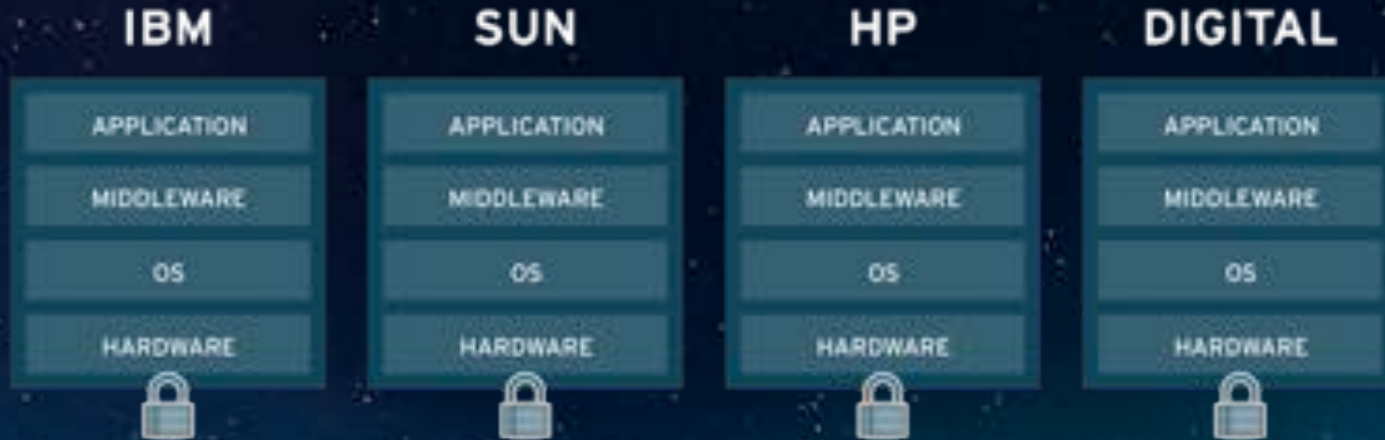 IBM SUN HP DIGITAL
APPLICATION APPLICATION APPLICATION APPLICATION
MIDDLEWARE MIDDLEWARE MIDDLEWARE MIDDLEWARE
OS OS OS OS
HARDWARE HARDWARE HARDWARE HARDWARE